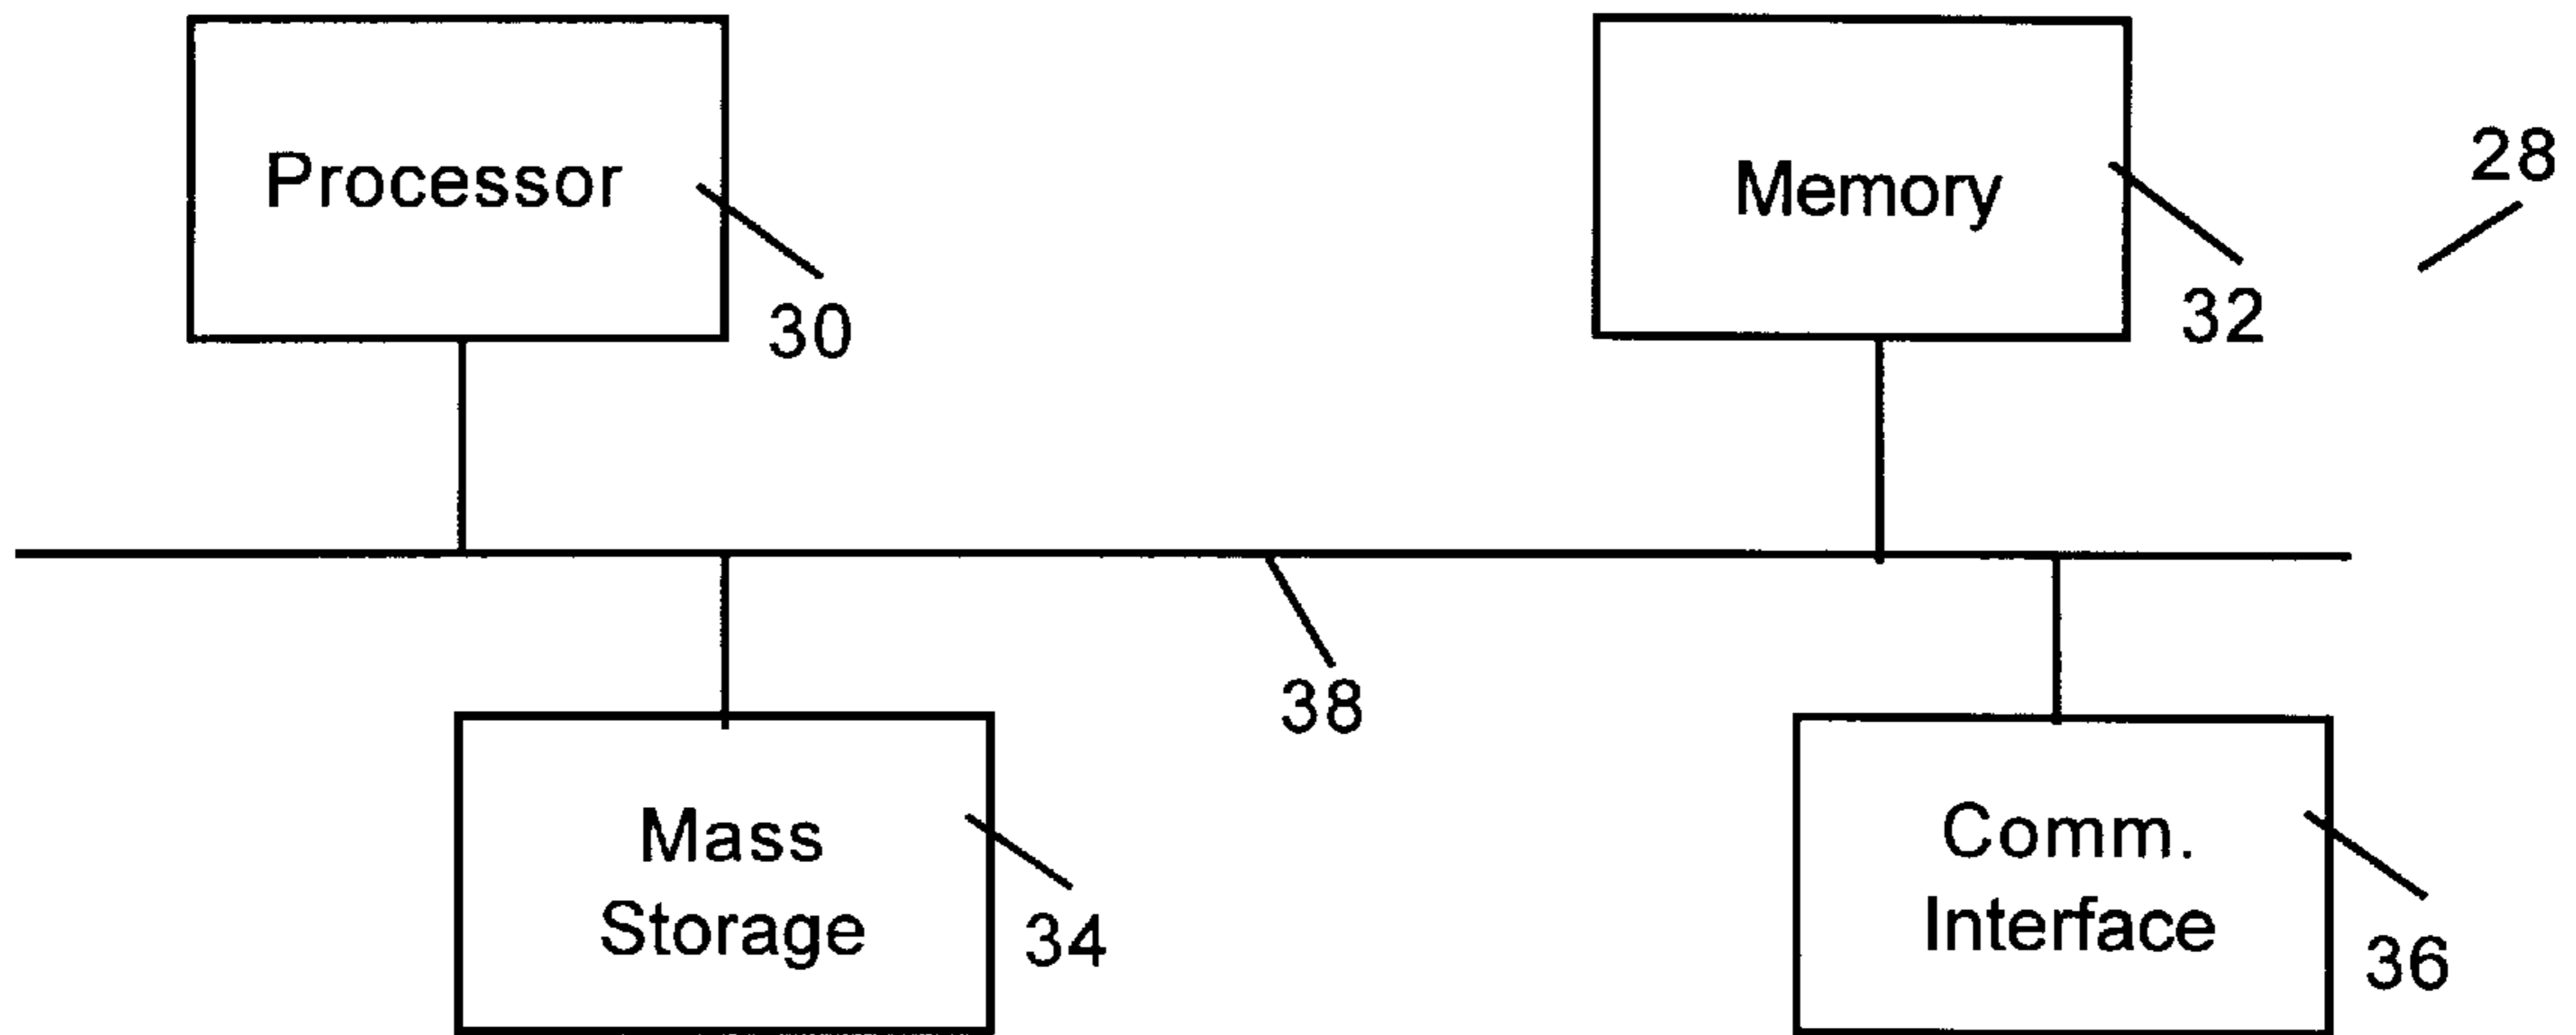 Processor
30
Memory
32
28
38
Mass
Storage
34
Comm.
Interface
36